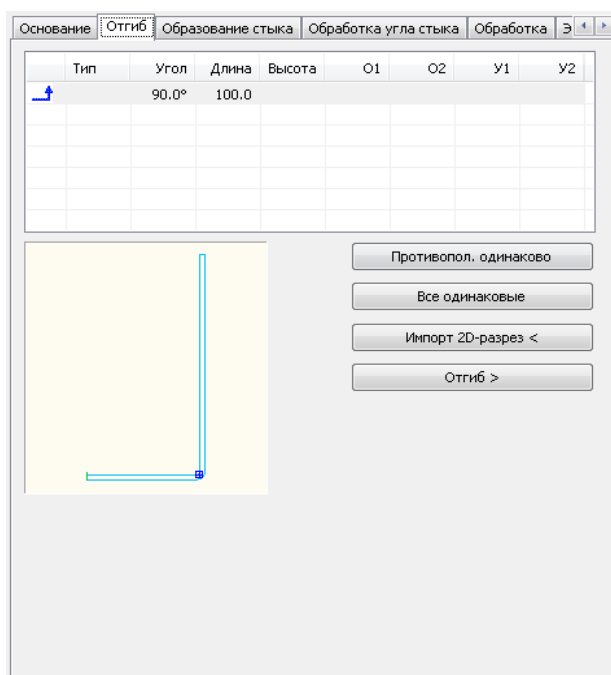 Основание Отгиб Образование стыка Обработка угла стыка Обработка Э
Тип Угол Длина Высота О1 О2 У1 У2
90.0° 100.0
Противопол. одинаково
Все одинаковые
Импорт 2D-разрез <
Отгиб >